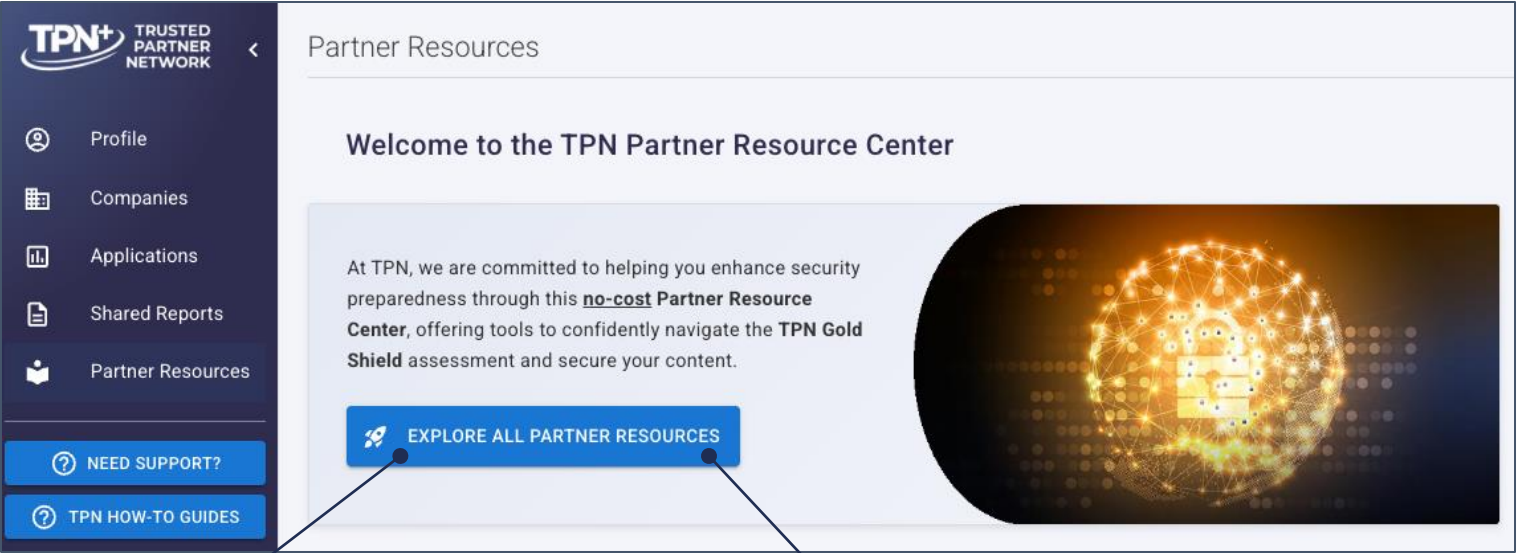 TPN+ TRUSTED
PARTNER
NETWORK
Profile
Companies
Applications
Shared Reports
Partner Resources
NEED SUPPORT?
TPN HOW-TO GUIDES
Partner Resources
Welcome to the TPN Partner Resource Center
At TPN, we are committed to helping you enhance security
preparedness through this no-cost Partner Resource
Center, offering tools to confidently navigate the TPN Gold
Shield assessment and secure your content.
EXPLORE ALL PARTNER RESOURCES